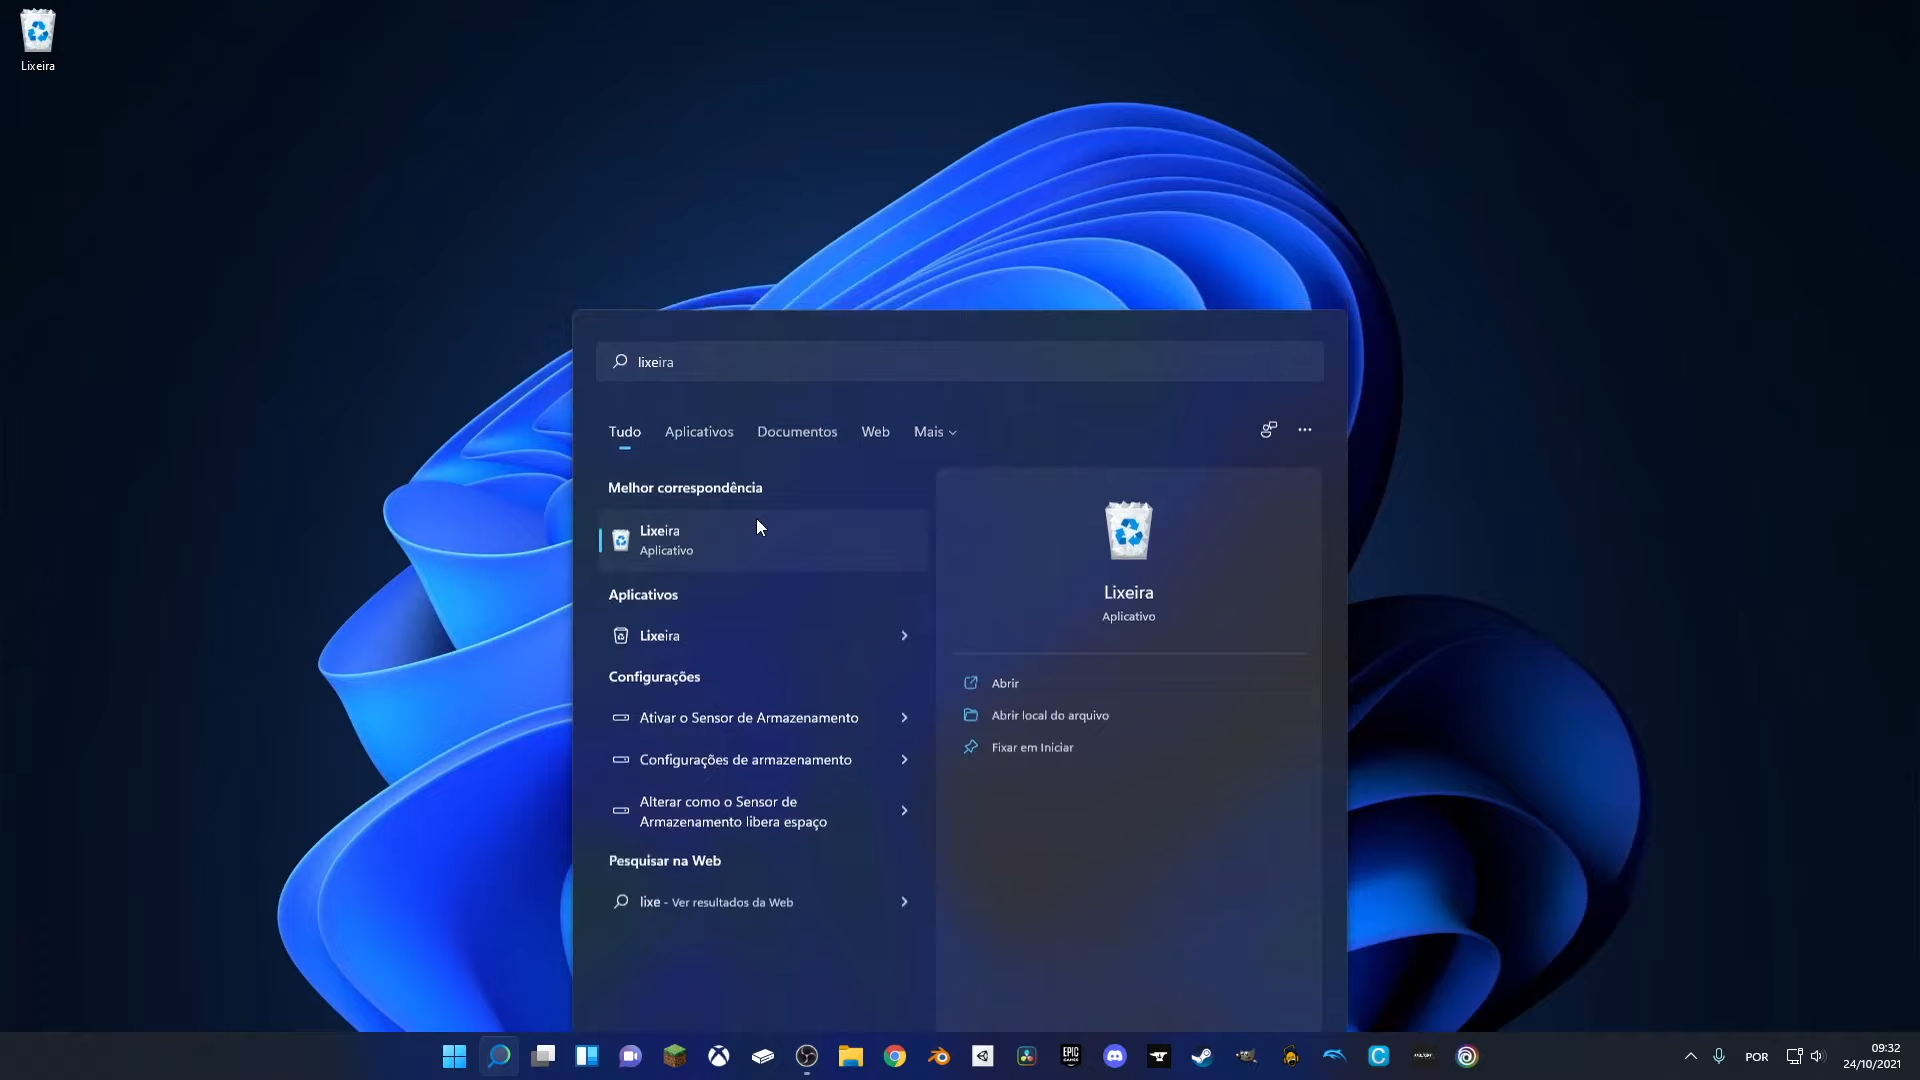 Lixeira
lixeira
Tudo Aplicativos Documentos Web Mais
Melhor correspondência
Lixeira
Aplicativo
Aplicativos
Lixeira
Configurações
Ativar o Sensor de Armazenamento
Configurações de armazenamento
Alterar como o Sensor de
Armazenamento libera espaço
Pesquisar na Web
lixe - Ver resultados da Web
Lixeira
Aplicativo
Abrir
Abrir local do arquivo
Fixar em Iniciar
EPIC
GAMES
C
POR
09:32
24/10/2021